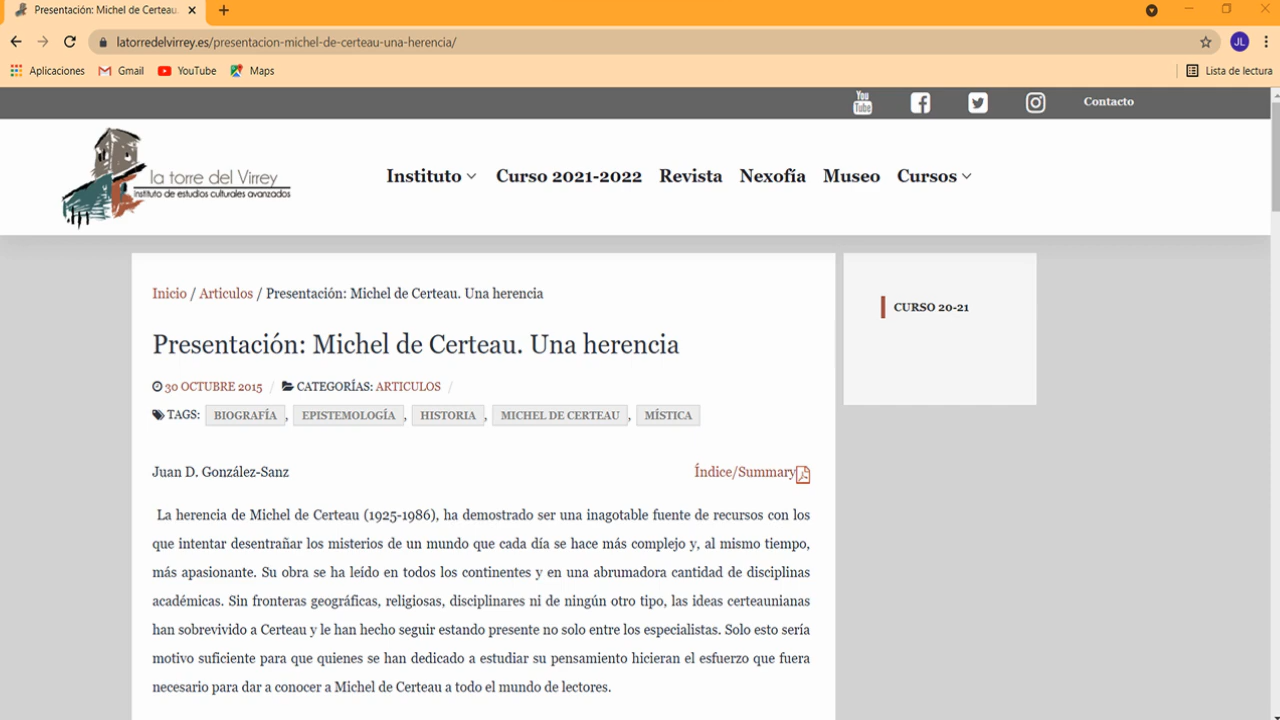 Presentación: Michel de Certeau.
latorredelvirrey.es/presentacion-michel-de-certeau-una-herencia/
JL
Aplicaciones Gmail YouTube Maps Lista de lectura
You Tube Contacto
la torre del Virrey
instituto de estudios culturales avanzados
Instituto Curso 2021-2022 Revista Nexofía Museo Cursos
Inicio / Articulos / Presentación: Michel de Certeau. Una herencia
CURSO 20-21
Presentación: Michel de Certeau. Una herencia
30 OCTUBRE 2015 / CATEGORÍAS: ARTICULOS /
TAGS: BIOGRAFÍA, EPISTEMOLOGÍA, HISTORIA, MICHEL DE CERTEAU, MÍSTICA
Juan D. González-Sanz Índice/Summary
La herencia de Michel de Certeau (1925-1986), ha demostrado ser una inagotable fuente de recursos con los
que intentar desentrañar los misterios de un mundo que cada día se hace más complejo y, al mismo tiempo,
más apasionante. Su obra se ha leído en todos los continentes y en una abrumadora cantidad de disciplinas
académicas. Sin fronteras geográficas, religiosas, disciplinares ni de ningún otro tipo, las ideas certeaunianas
han sobrevivido a Certeau y le han hecho seguir estando presente no solo entre los especialistas. Solo esto sería
motivo suficiente para que quienes se han dedicado a estudiar su pensamiento hicieran el esfuerzo que fuera
necesario para dar a conocer a Michel de Certeau a todo el mundo de lectores.